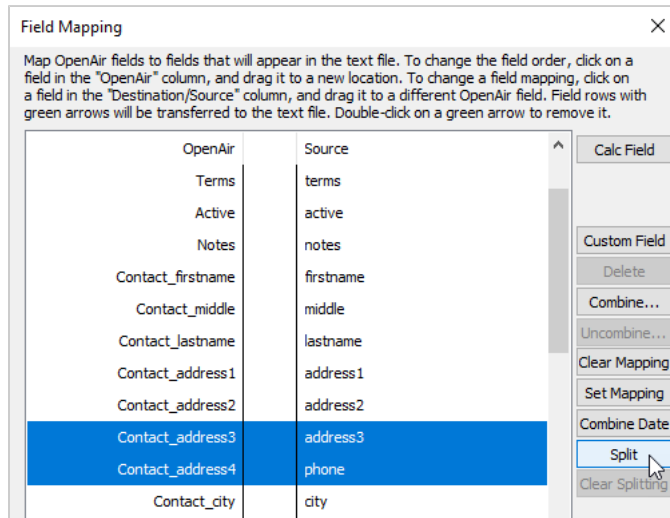 Field Mapping
Map OpenAir fields to fields that will appear in the text file. To change the field order, click on a
field in the "OpenAir" column, and drag it to a new location. To change a field mapping, click on
a field in the "Destination/Source" column, and drag it to a different OpenAir field. Field rows with
green arrows will be transferred to the text file. Double-click on a green arrow to remove it.
OpenAir Source
Terms terms
Active active
Notes notes
Contact_firstname firstname
Contact_middle middle
Contact_lastname lastname
Contact_address1 address1
Contact_address2 address2
Contact_address3 address3
Contact_address4 phone
Contact_city city
Calc Field
Custom Field
Delete
Combine...
Uncombine...
Clear Mapping
Set Mapping
Combine Date
Split
Clear Splitting